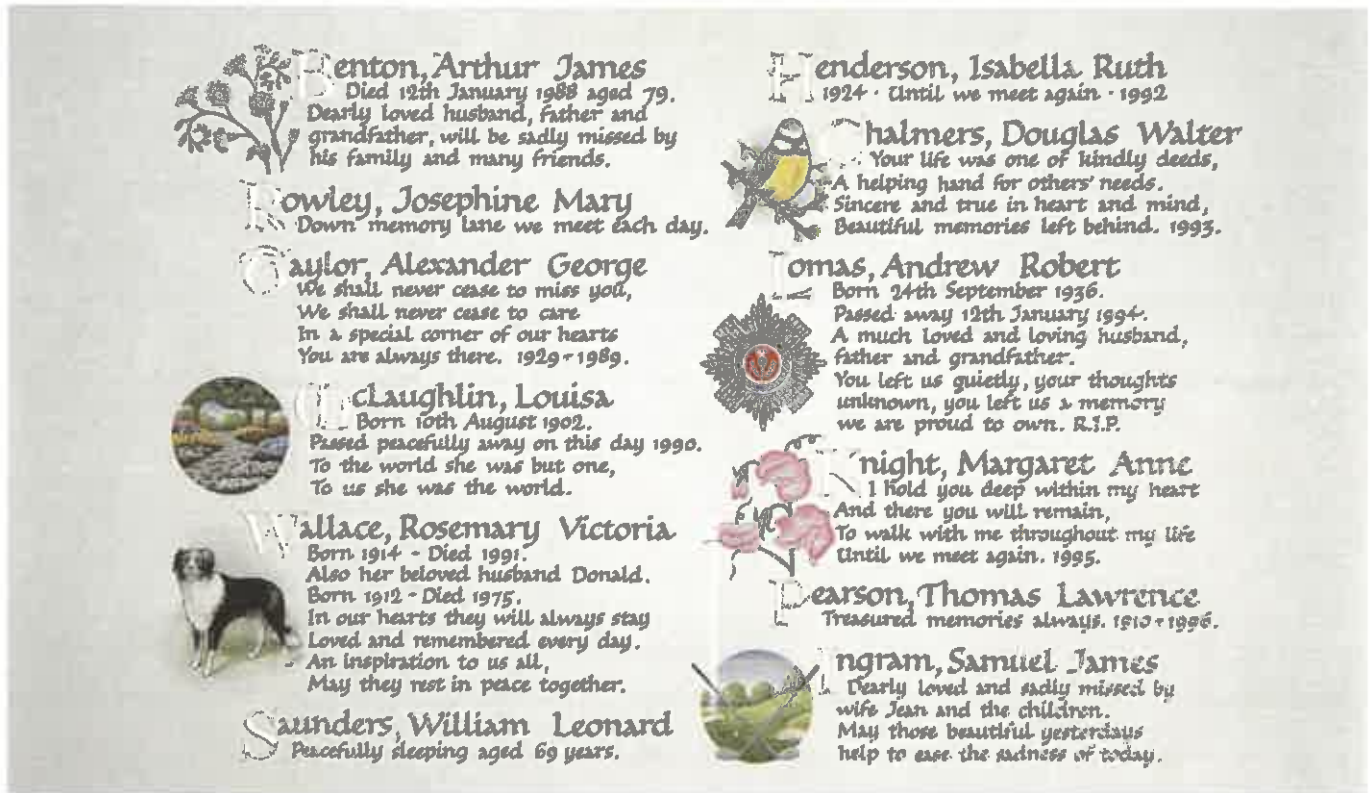 Benton, Arthur James
Died 12th January 1988 aged 79.
Dearly loved husband, father and
grandfather, will be sadly missed by
his family and many friends.
Rowley, Josephine Mary
Down memory lane we meet each day.
Gaylor, Alexander George
We shall never cease to miss you,
We shall never cease to care
In a special corner of our hearts
You are always there. 1929-1989.
McLaughlin, Louisa
Born 10th August 1902.
Passed peacefully away on this day 1990.
To the world she was but one,
To us she was the world.
Wallace, Rosemary Victoria
Born 1914 - Died 1991.
Also her beloved husband Donald.
Born 1912 - Died 1975.
In our hearts they will always stay
Loved and remembered every day.
An inspiration to us all,
May they rest in peace together.
Saunders, William Leonard
Peacefully sleeping aged 69 years.
Henderson, Isabella Ruth
1924 · Until we meet again · 1992
Chalmers, Douglas Walter
Your life was one of kindly deeds,
A helping hand for others' needs.
Sincere and true in heart and mind,
Beautiful memories left behind. 1993.
Lomas, Andrew Robert
Born 24th September 1936.
Passed away 12th January 1994.
A much loved and loving husband,
father and grandfather.
You left us quietly, your thoughts
unknown, you left us a memory
we are proud to own. R.I.P.
Knight, Margaret Anne
I hold you deep within my heart
And there you will remain,
To walk with me throughout my life
Until we meet again. 1995.
Pearson, Thomas Lawrence
Treasured memories always. 1910-1996.
Ingram, Samuel James
Dearly loved and sadly missed by
wife Jean and the children.
May those beautiful yesterdays
help to ease the sadness of today.